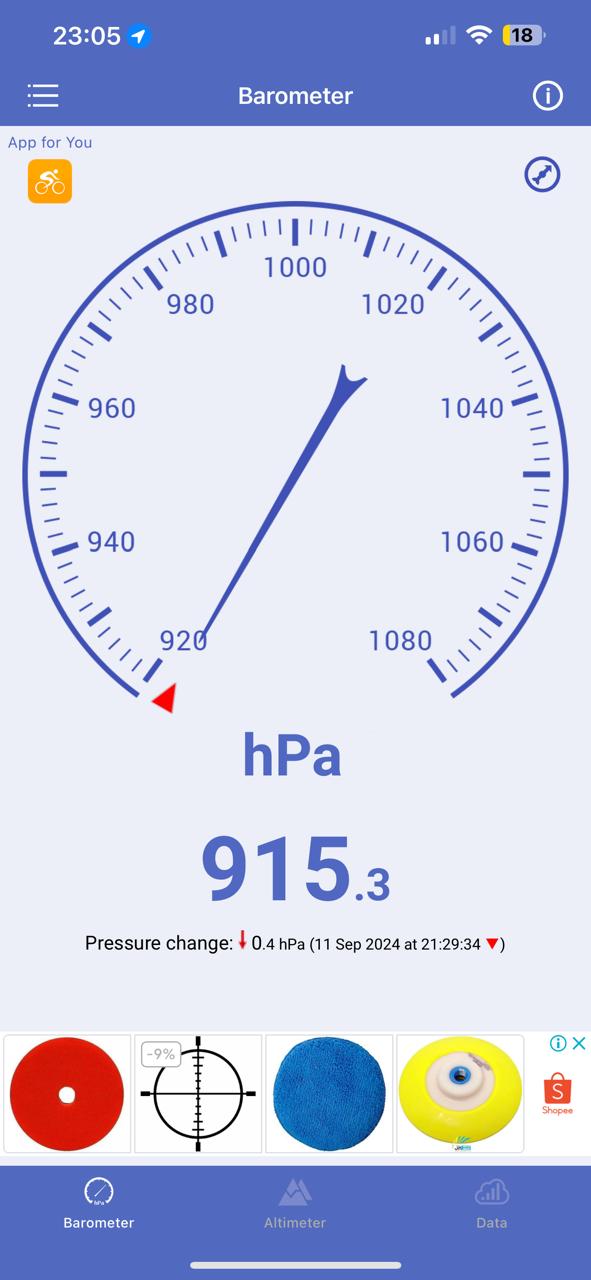 23:05
18
Barometer
App for You
1000
980
1020
960
1040
940
1060
920
1080
hPa
915.3
Pressure change: 0.4 hPa (11 Sep 2024 at 21:29:34 ▼)
-9%
S
Shopee
hPa
Barometer
Altimeter
Data